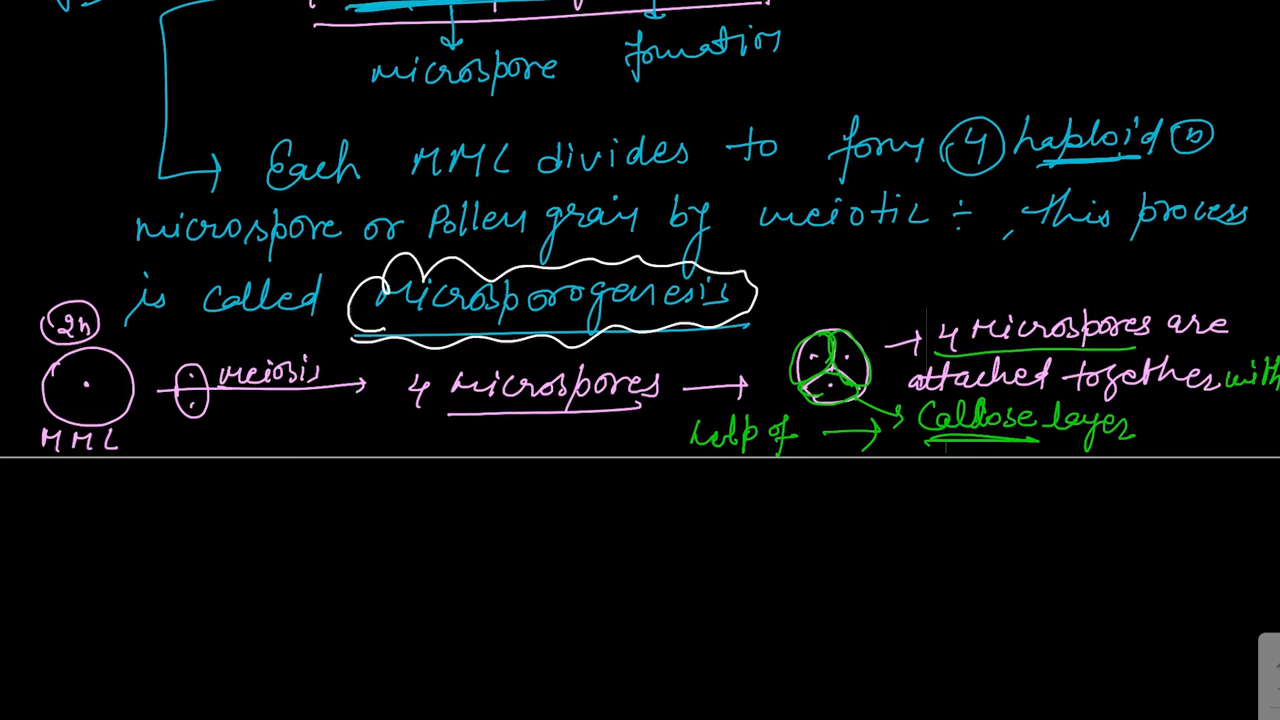 microspore formation
→ Each MMC divides to form 4 haploid n
microspore or Pollen grain by meiotic ÷, this process
is called Microsporogenesis
2n
MMC
meiosis → 4 Microspores →
→ 4 Microspores are
attached together with
help of → Callose layer